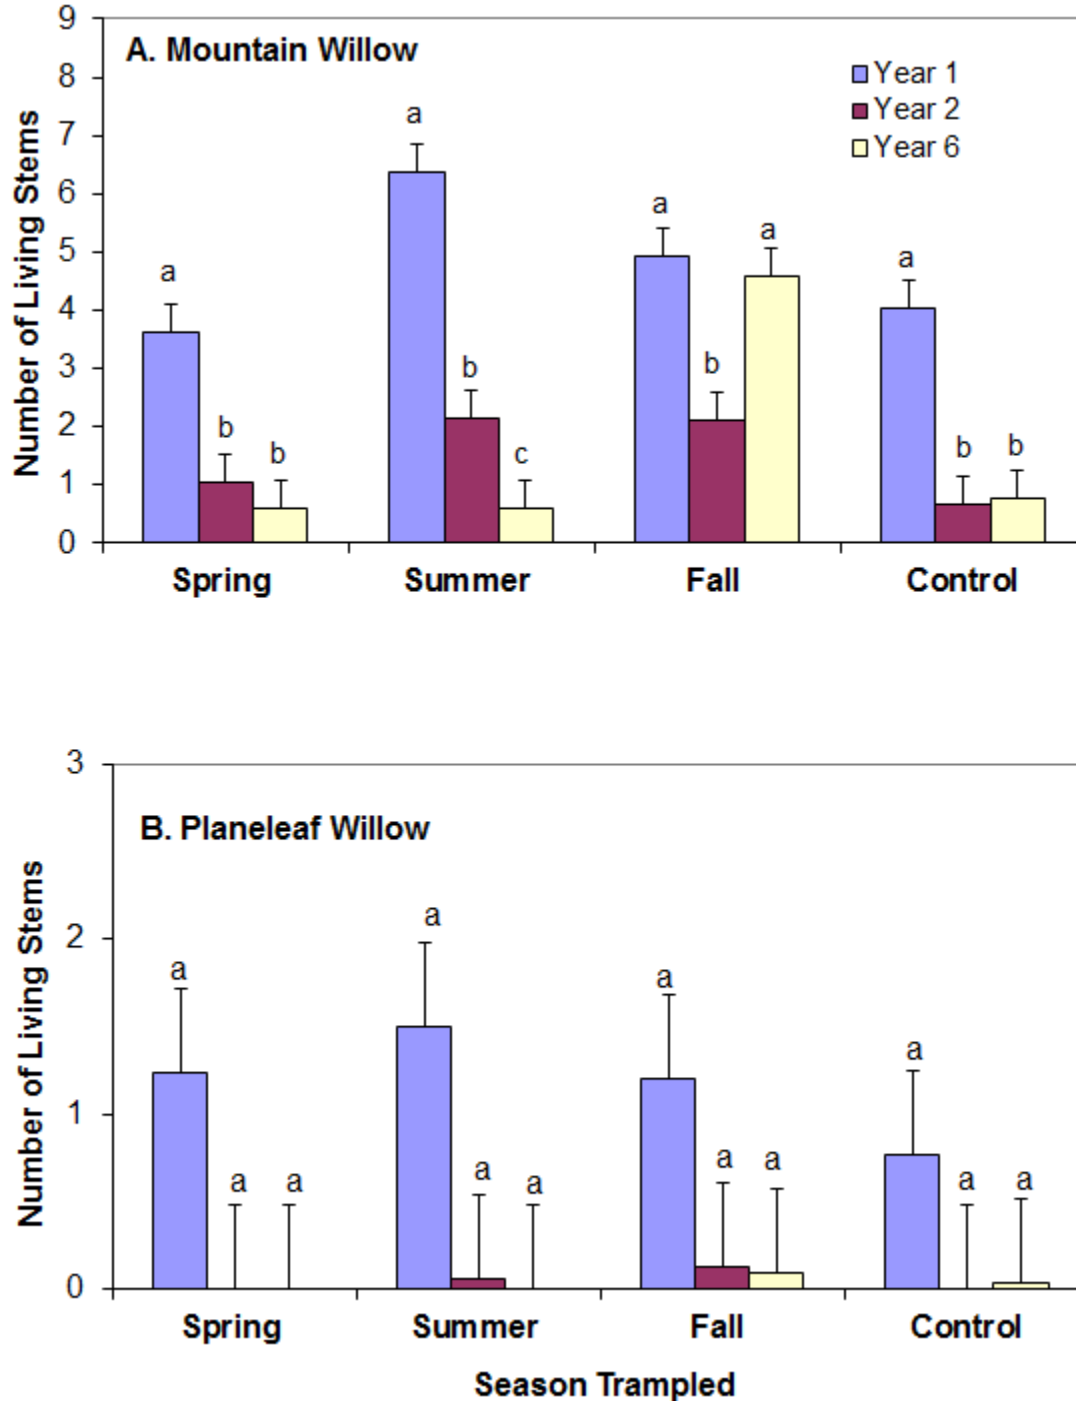 A. Mountain Willow
Year 1
Year 2
Year 6
Number of Living Stems
9
8
7
6
5
4
3
2
1
0
a b b
a b c
a b a
a b b
Spring Summer Fall Control
B. Planeleaf Willow
Number of Living Stems
3
2
1
0
a a a
a a a
a a a
a a a
Spring Summer Fall Control
Season Trampled